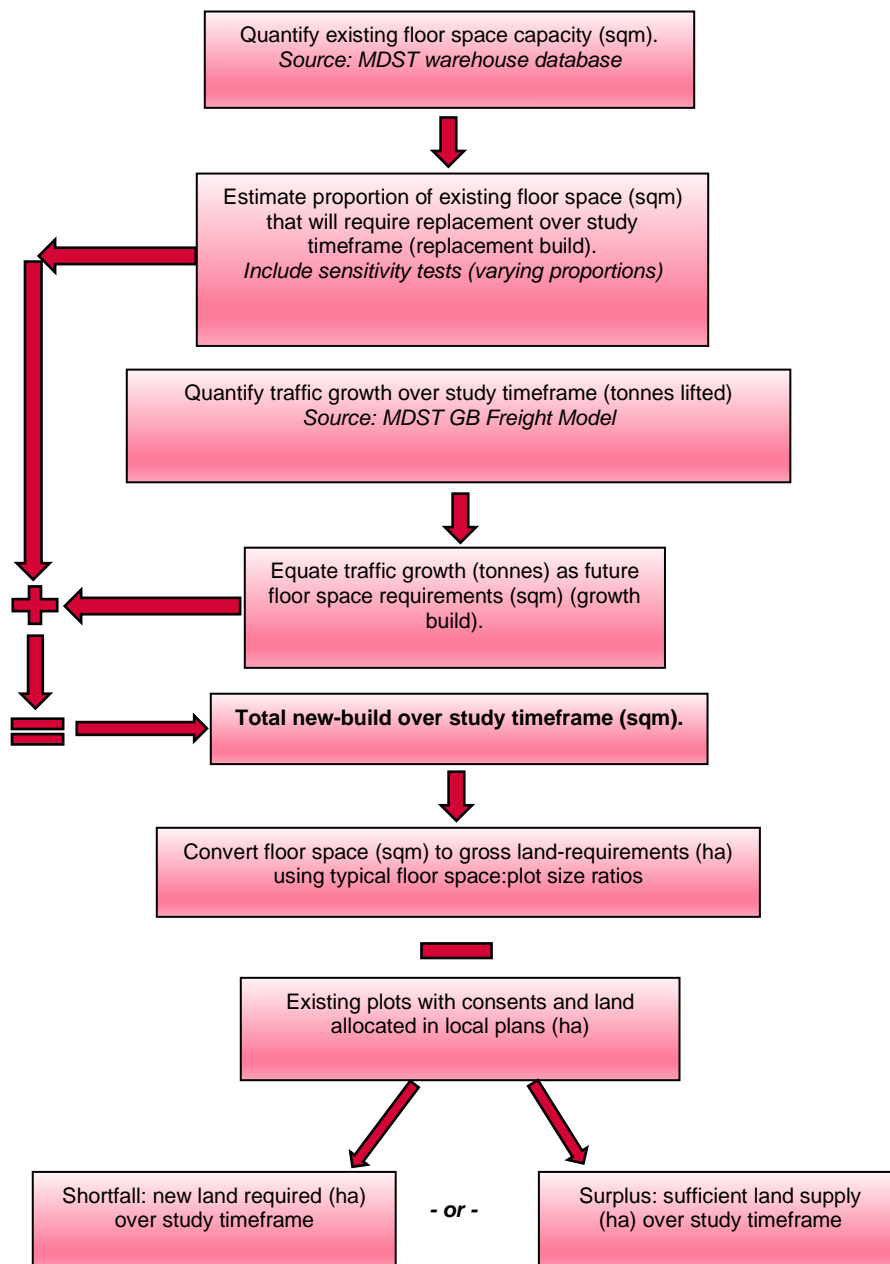 Quantify existing floor space capacity (sqm).
Source: MDST warehouse database
Estimate proportion of existing floor space (sqm)
that will require replacement over study
timeframe (replacement build).
Include sensitivity tests (varying proportions)
Quantify traffic growth over study timeframe (tonnes lifted)
Source: MDST GB Freight Model
Equate traffic growth (tonnes) as future
floor space requirements (sqm) (growth
build).
Total new-build over study timeframe (sqm).
Convert floor space (sqm) to gross land-requirements (ha)
using typical floor space:plot size ratios
Existing plots with consents and land
allocated in local plans (ha)
Shortfall: new land required (ha)
over study timeframe
- or -
Surplus: sufficient land supply
(ha) over study timeframe